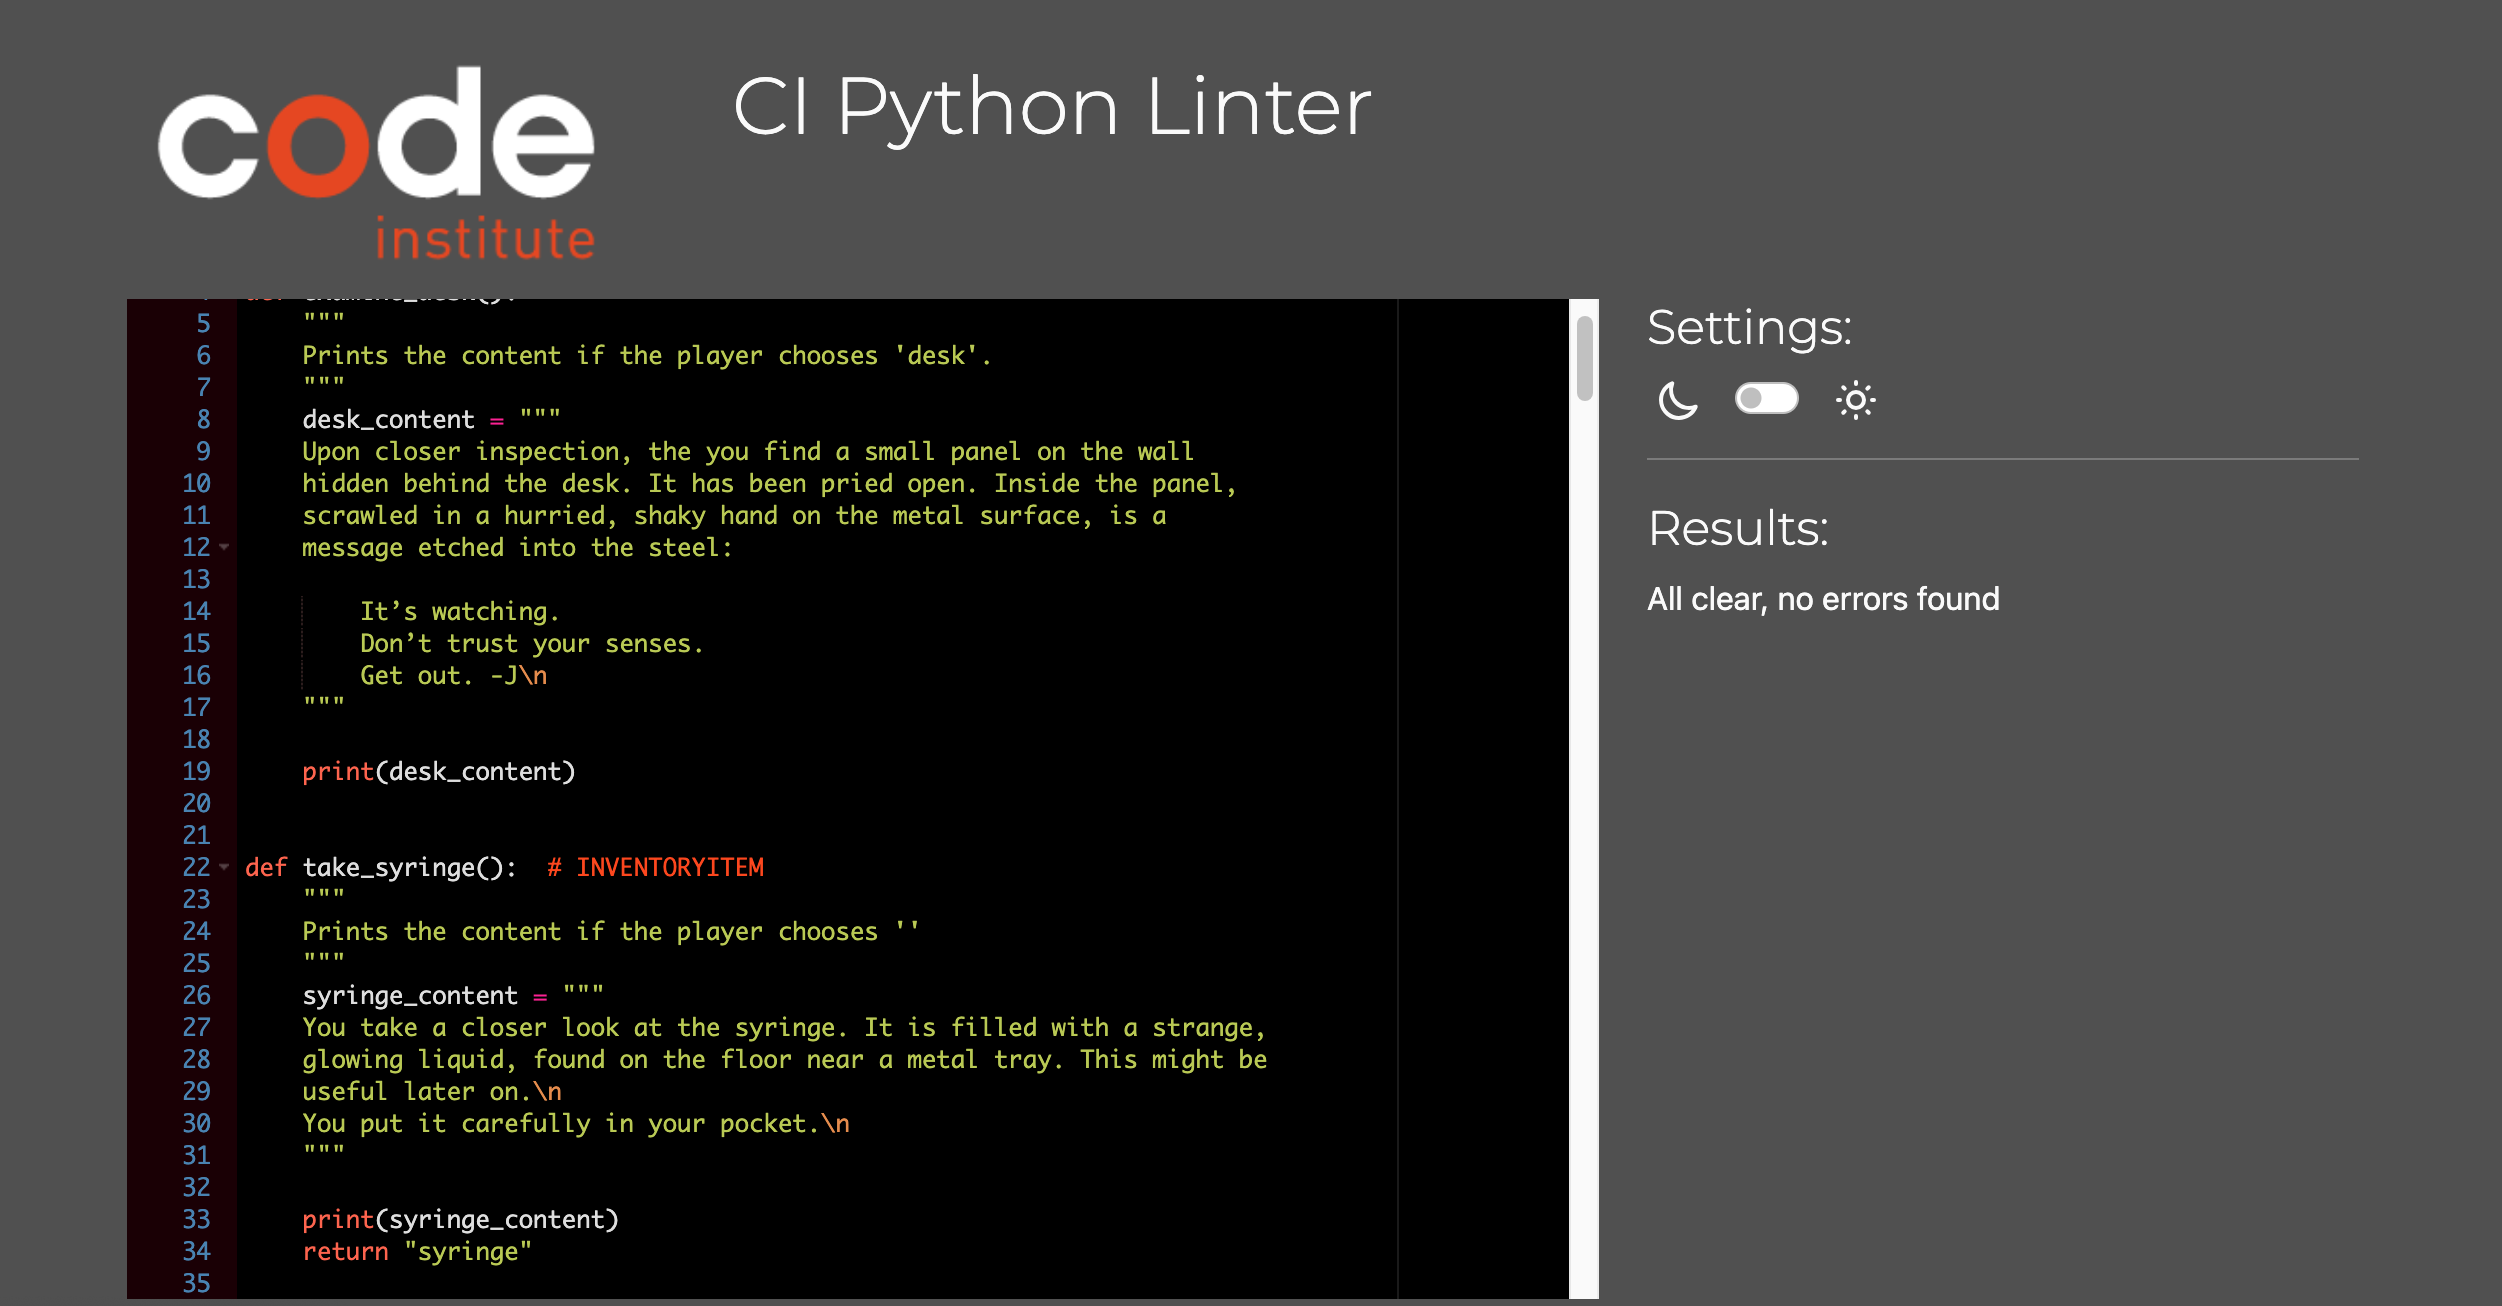 code
institute
CI Python Linter
5     """
6     Prints the content if the player chooses 'desk'.
7     """
8     desk_content = """
9     Upon closer inspection, the you find a small panel on the wall
10     hidden behind the desk. It has been pried open. Inside the panel,
11     scrawled in a hurried, shaky hand on the metal surface, is a
12     message etched into the steel:
13
14         It’s watching.
15         Don’t trust your senses.
16         Get out. -J\n
17     """
18
19     print(desk_content)
20
21
22 def take_syringe():  # INVENTORYITEM
23     """
24     Prints the content if the player chooses ''
25     """
26     syringe_content = """
27     You take a closer look at the syringe. It is filled with a strange,
28     glowing liquid, found on the floor near a metal tray. This might be
29     useful later on.\n
30     You put it carefully in your pocket.\n
31     """
32
33     print(syringe_content)
34     return "syringe"
35
Settings:
Results:
All clear, no errors found